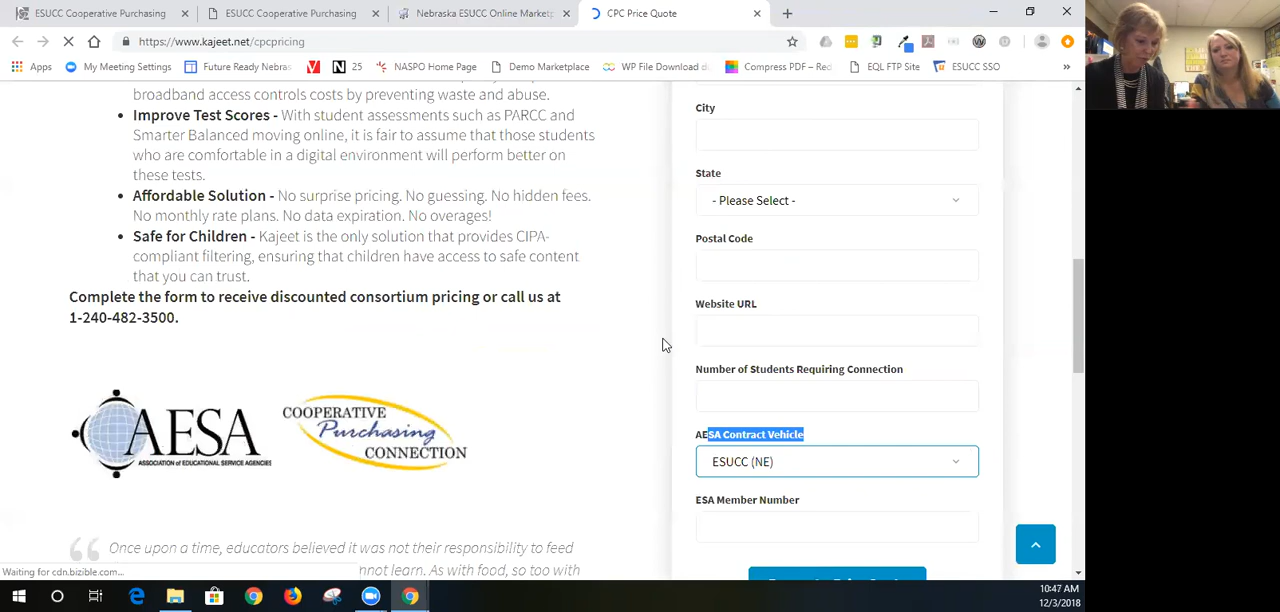 ESUCC Cooperative Purchasing
ESUCC Cooperative Purchasing
Nebraska ESUCC Online Marketp
CPC Price Quote
https://www.kajeet.net/cpcpricing
Apps
My Meeting Settings
Future Ready Nebras
25
NASPO Home Page
Demo Marketplace
WP File Download d
Compress PDF – Red
EQL FTP Site
ESUCC SSO
»
broadband access controls costs by preventing waste and abuse.
• Improve Test Scores - With student assessments such as PARCC and
Smarter Balanced moving online, it is fair to assume that those students
who are comfortable in a digital environment will perform better on
these tests.
• Affordable Solution - No surprise pricing. No guessing. No hidden fees.
No monthly rate plans. No data expiration. No overages!
• Safe for Children - Kajeet is the only solution that provides CIPA-
compliant filtering, ensuring that children have access to safe content
that you can trust.
Complete the form to receive discounted consortium pricing or call us at
1-240-482-3500.
AESA
ASSOCIATION of EDUCATIONAL SERVICE AGENCIES
COOPERATIVE
Purchasing
CONNECTION
Once upon a time, educators believed it was not their responsibility to feed
nnot learn. As with food, so too with
City
State
- Please Select -
Postal Code
Website URL
Number of Students Requiring Connection
AESA Contract Vehicle
ESUCC (NE)
ESA Member Number
Waiting for cdn.bizible.com...
10:47 AM
12/3/2018